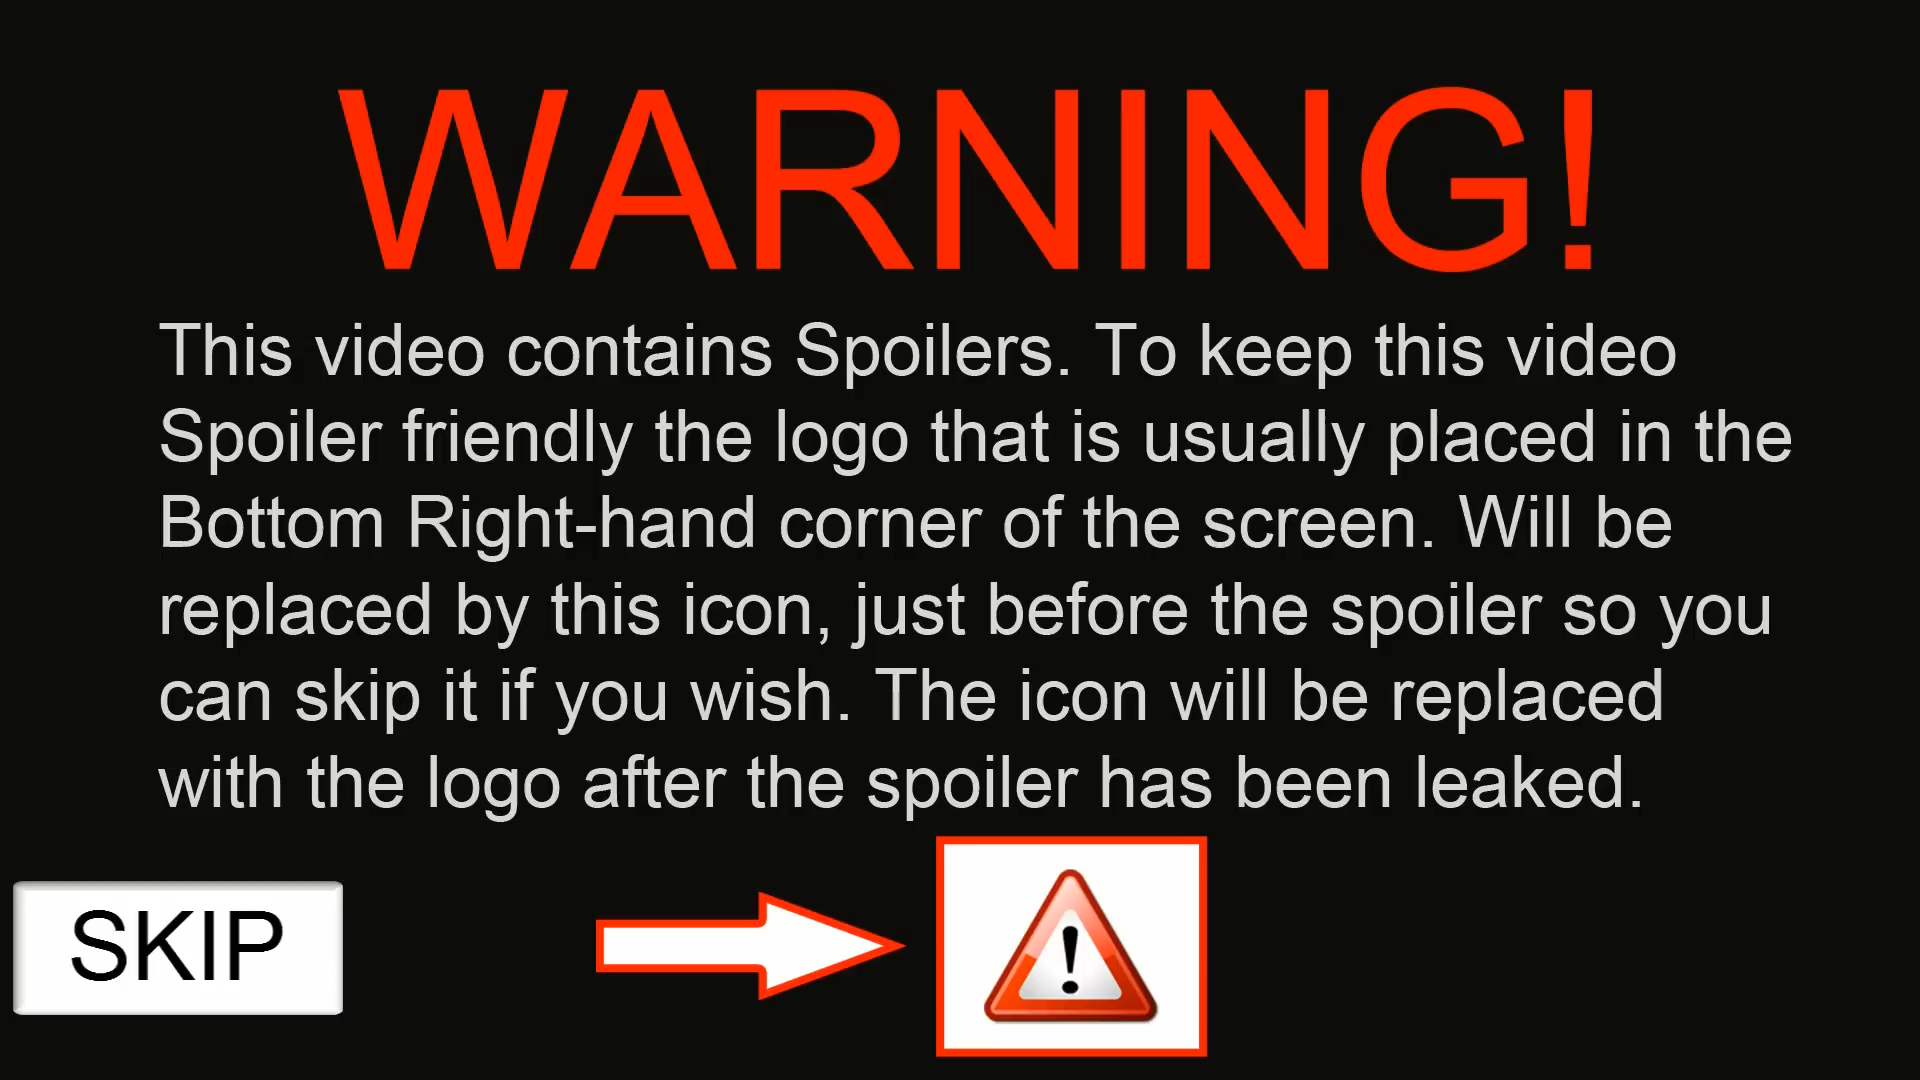 WARNING!
This video contains Spoilers. To keep this video
Spoiler friendly the logo that is usually placed in the
Bottom Right-hand corner of the screen. Will be
replaced by this icon, just before the spoiler so you
can skip it if you wish. The icon will be replaced
with the logo after the spoiler has been leaked.
SKIP
!